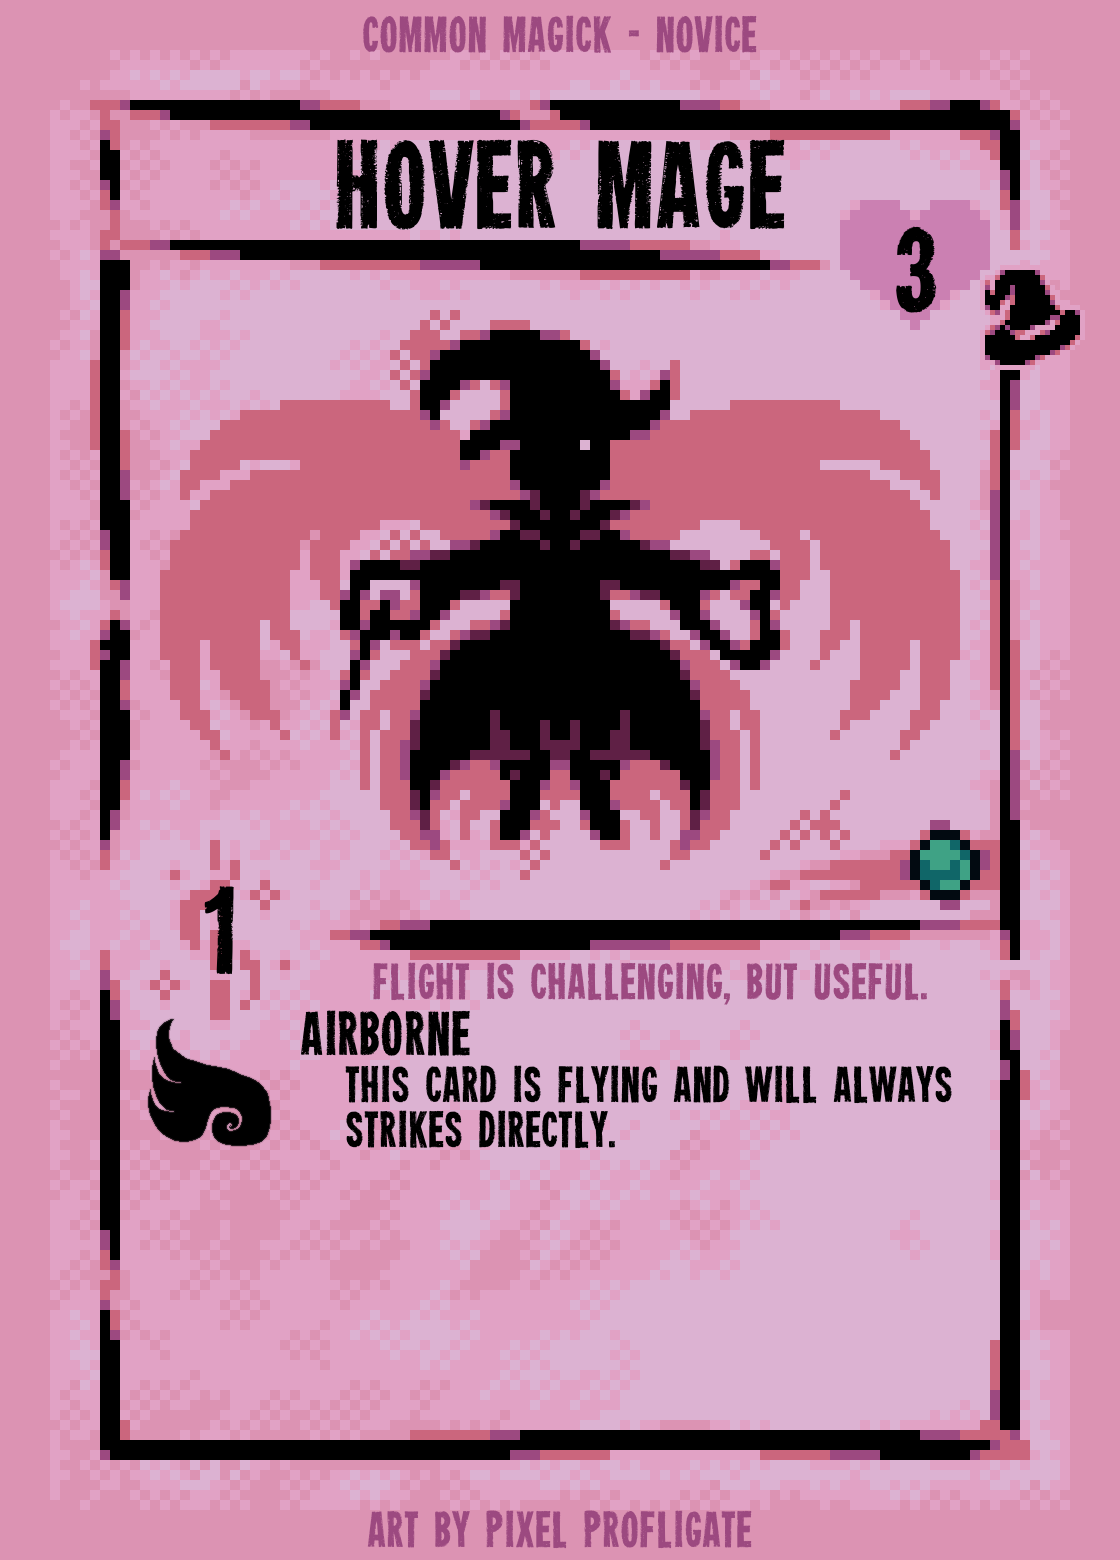 COMMON MAGICK - NOVICE
HOVER MAGE
3
1
FLIGHT IS CHALLENGING, BUT USEFUL.
AIRBORNE
THIS CARD IS FLYING AND WILL ALWAYS
STRIKES DIRECTLY.
ART BY PIXEL PROFLIGATE